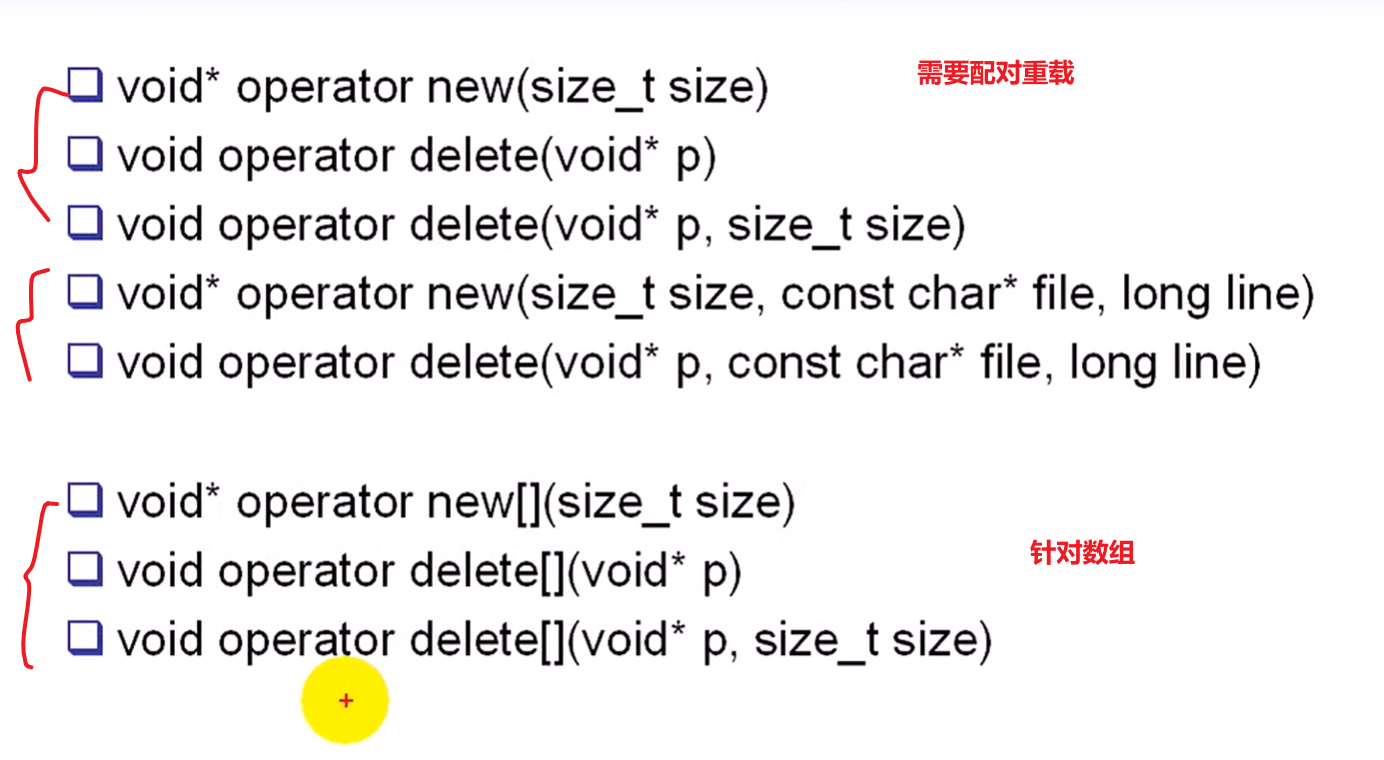 void* operator new(size_t size) 需要配对重载
void operator delete(void* p)
void operator delete(void* p, size_t size)
void* operator new(size_t size, const char* file, long line)
void operator delete(void* p, const char* file, long line)
void* operator new[](size_t size)
针对数组
void operator delete[](void* p)
void operator delete[](void* p, size_t size)